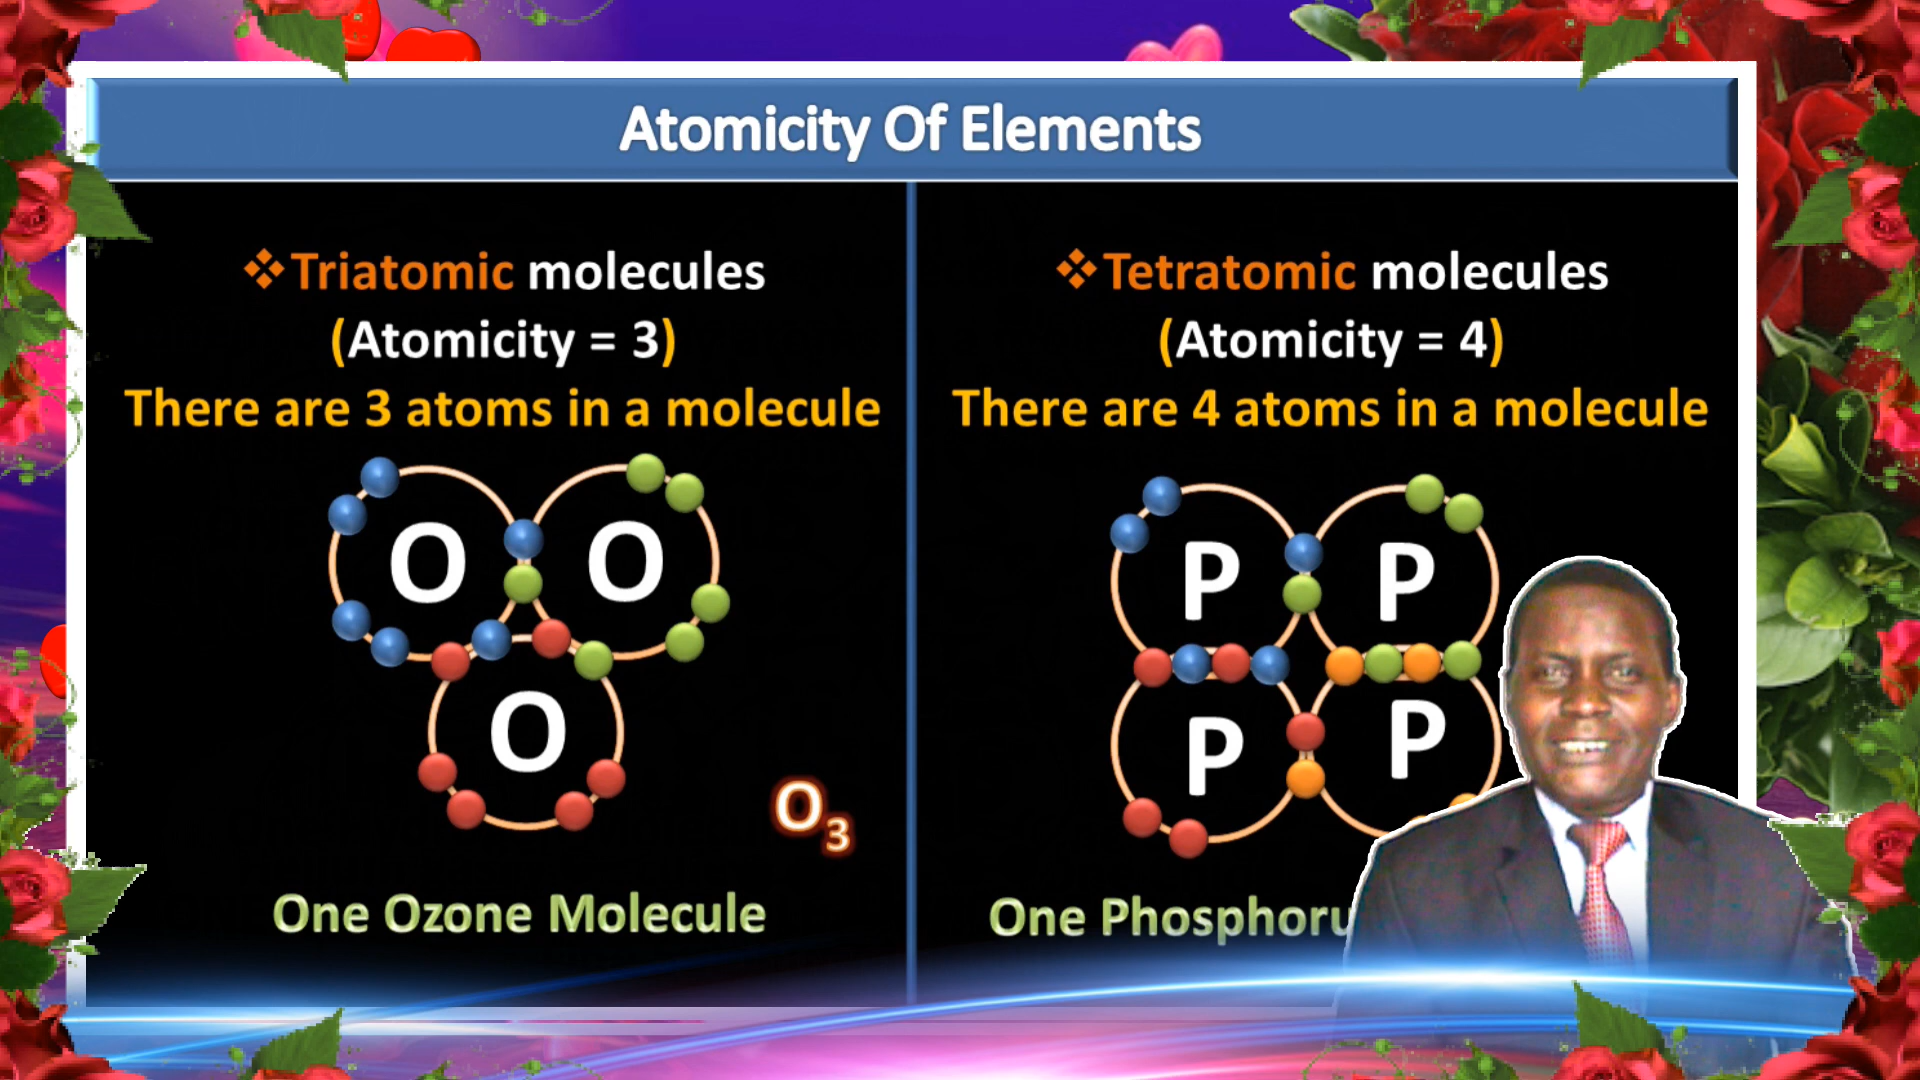 Atomicity Of Elements
❖Triatomic molecules
(Atomicity = 3)
There are 3 atoms in a molecule
O O
O
O3
One Ozone Molecule
❖Tetratomic molecules
(Atomicity = 4)
There are 4 atoms in a molecule
P P
P P
One